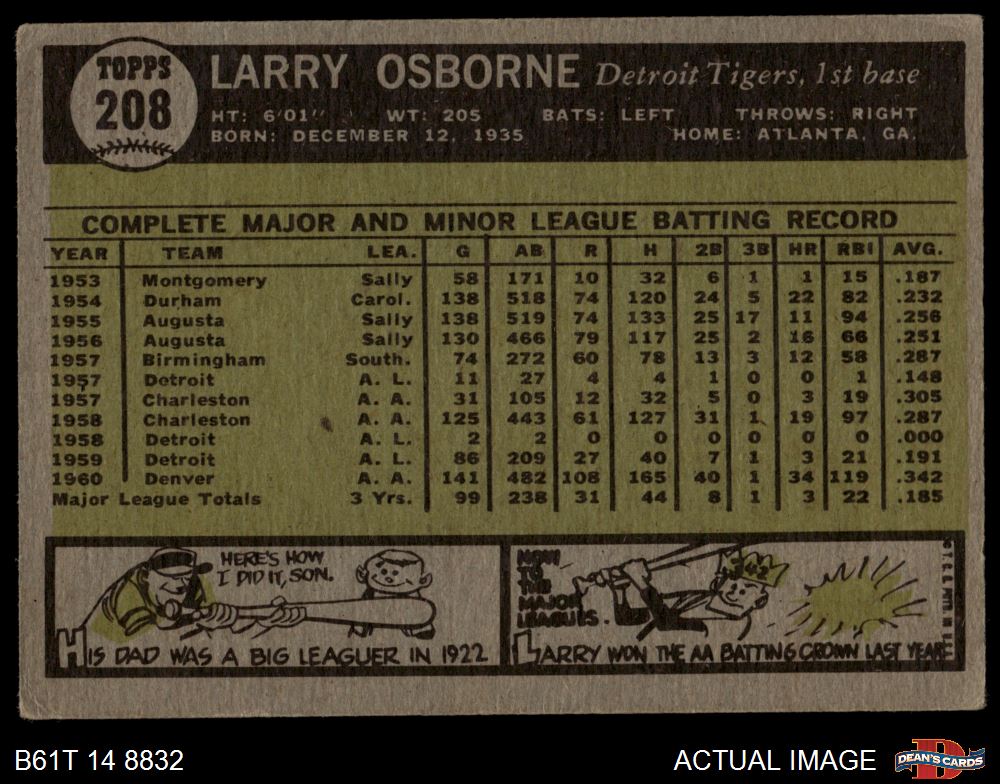 TOPPS
208
LARRY OSBORNE Detroit Tigers, 1st base
HT: 6'01" WT: 205 BATS: LEFT THROWS: RIGHT
BORN: DECEMBER 12, 1935 HOME: ATLANTA, GA.
COMPLETE MAJOR AND MINOR LEAGUE BATTING RECORD
YEAR TEAM LEA. G AB R H 2B 3B HR RBI AVG.
1953 Montgomery Sally 58 171 10 32 6 1 1 15 .187
1954 Durham Carol. 138 518 74 120 24 5 22 82 .232
1955 Augusta Sally 138 519 74 133 25 17 11 94 .256
1956 Augusta Sally 130 466 79 117 25 2 16 66 .251
1957 Birmingham South. 74 272 60 78 13 3 12 58 .287
1957 Detroit A. L. 11 27 4 4 1 0 0 1 .148
1957 Charleston A. A. 31 105 12 32 5 0 3 19 .305
1958 Charleston A. A. 125 443 61 127 31 1 19 97 .287
1958 Detroit A. L. 2 2 0 0 0 0 0 0 .000
1959 Detroit A. L. 86 209 27 40 7 1 3 21 .191
1960 Denver A. A. 141 482 108 165 40 1 34 119 .342
Major League Totals 3 Yrs. 99 238 31 44 8 1 3 22 .185
HERE'S HOW
I DID IT, SON.
HIS DAD WAS A BIG LEAGUER IN 1922
NOW
TO
THE
MAJOR
LEAGUES.
.342
LARRY WON THE AA BATTING CROWN LAST YEAR
B61T 14 8832
ACTUAL IMAGE
DEAN'S CARDS